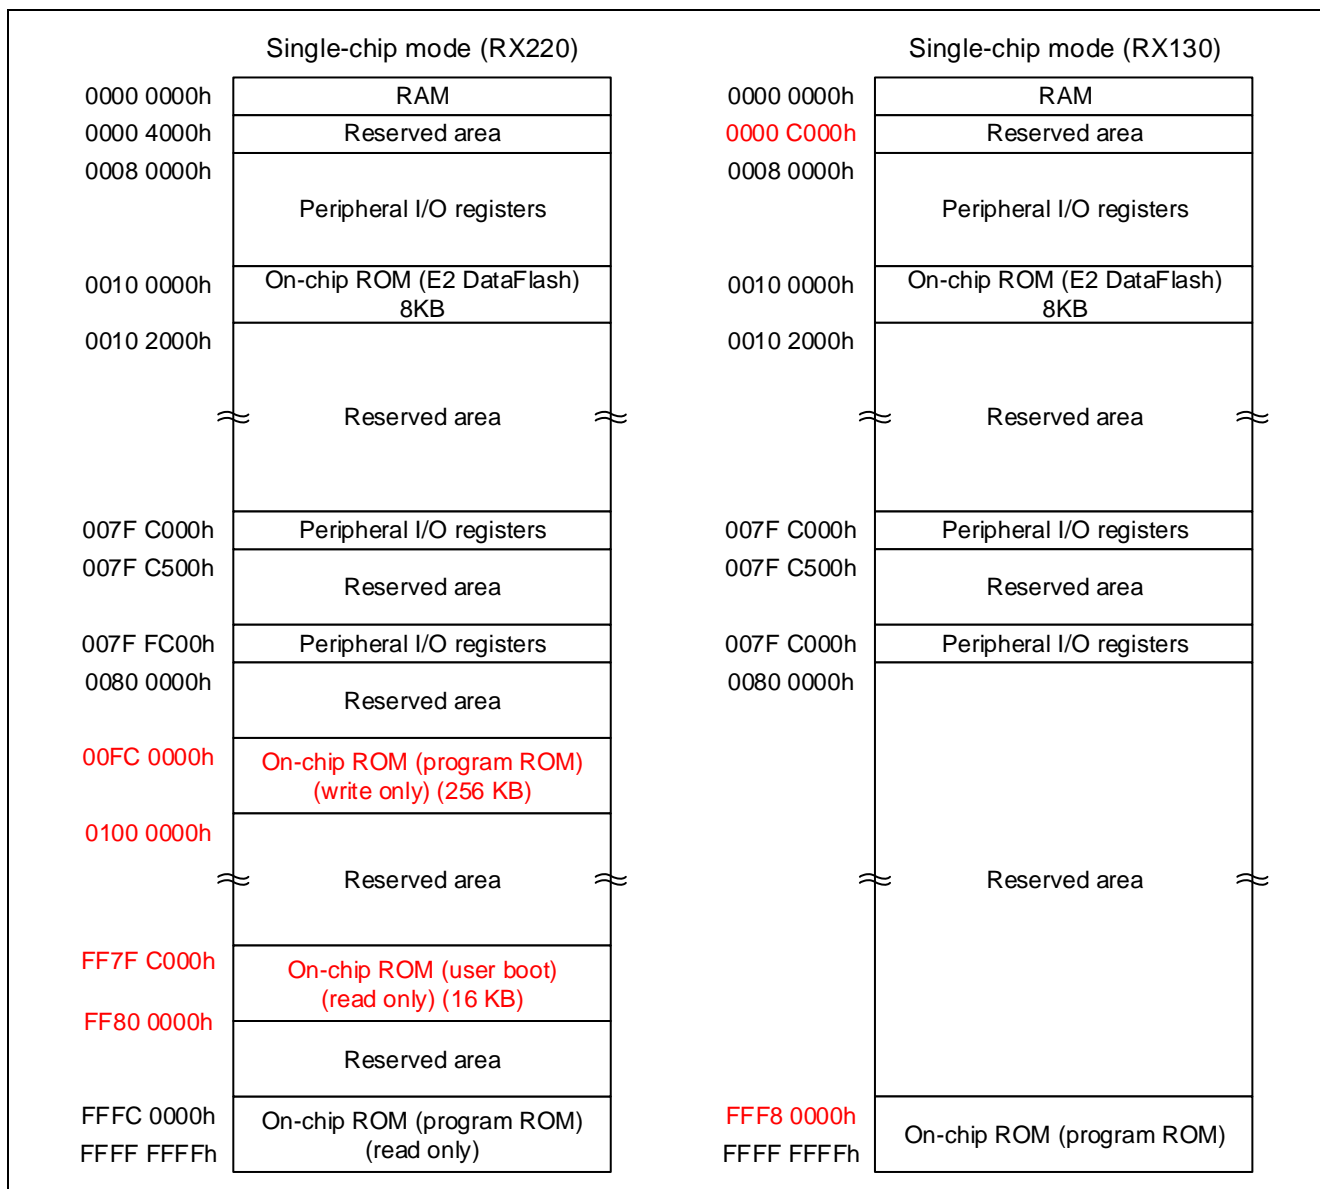 Single-chip mode (RX220)
0000 0000h
RAM
0000 4000h
Reserved area
0008 0000h
Peripheral I/O registers
0010 0000h
On-chip ROM (E2 DataFlash)
8KB
0010 2000h
Reserved area
007F C000h
Peripheral I/O registers
007F C500h
Reserved area
007F FC00h
Peripheral I/O registers
0080 0000h
Reserved area
00FC 0000h
On-chip ROM (program ROM)
(write only) (256 KB)
0100 0000h
Reserved area
FF7F C000h
On-chip ROM (user boot)
(read only) (16 KB)
FF80 0000h
Reserved area
FFFC 0000h
On-chip ROM (program ROM)
(read only)
FFFF FFFFh
Single-chip mode (RX130)
0000 0000h
RAM
0000 C000h
Reserved area
0008 0000h
Peripheral I/O registers
0010 0000h
On-chip ROM (E2 DataFlash)
8KB
0010 2000h
Reserved area
007F C000h
Peripheral I/O registers
007F C500h
Reserved area
007F C000h
Peripheral I/O registers
0080 0000h
Reserved area
FFF8 0000h
On-chip ROM (program ROM)
FFFF FFFFh